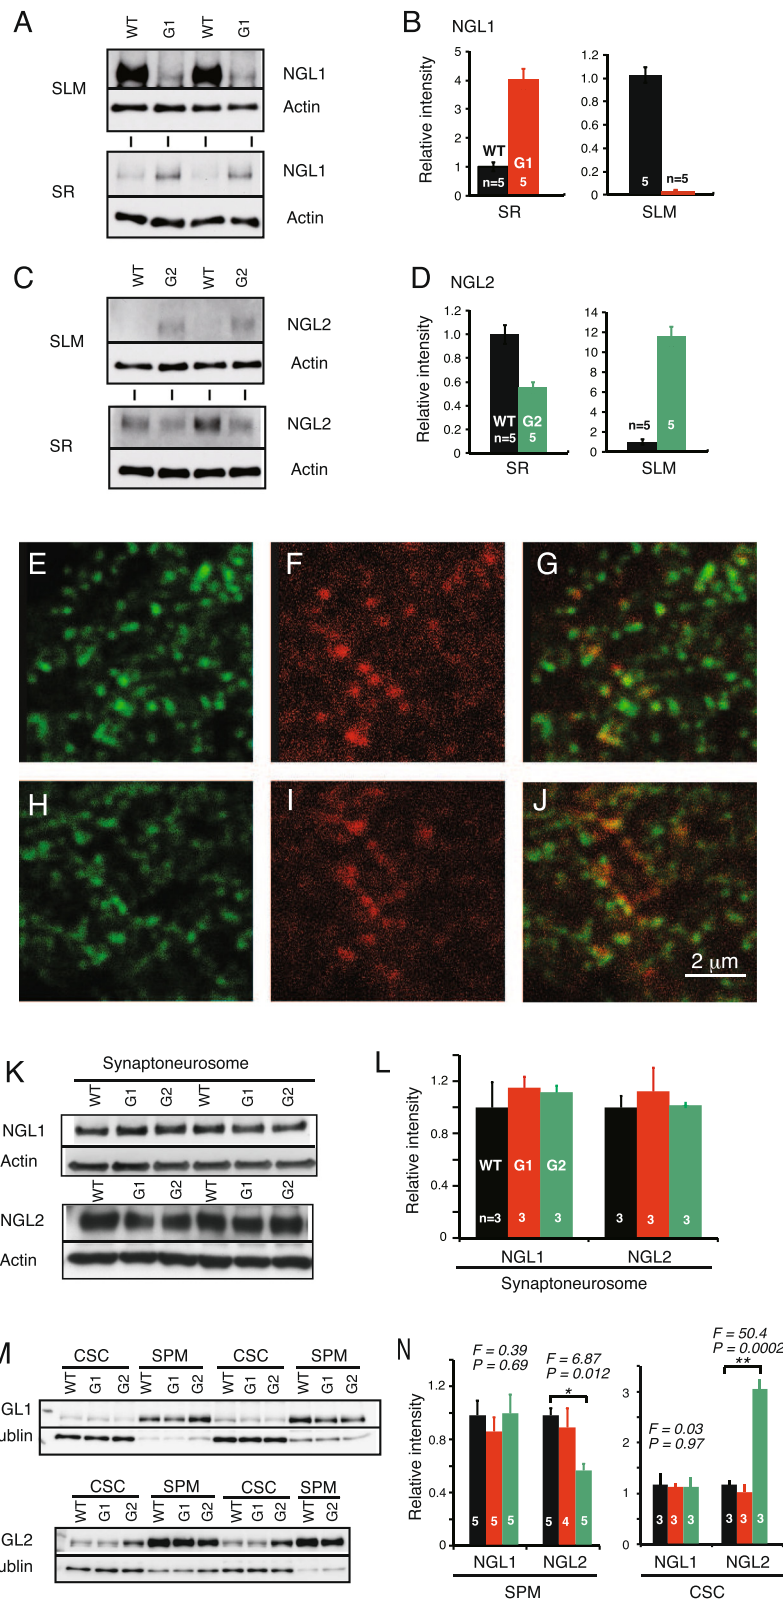 A
WT G1 WT G1
SLM
NGL1
Actin
SR
NGL1
Actin
B
NGL1
Relative intensity
5
4
3
2
1
0
WT
n=5
G1
5
SR
1.2
1.0
0.8
0.6
0.4
0.2
0
5
n=5
SLM
C
WT G2 WT G2
SLM
NGL2
Actin
SR
NGL2
Actin
D
NGL2
Relative intensity
1.2
1.0
0.8
0.6
0.4
0.2
0
WT
n=5
G2
5
SR
14
12
10
8
6
4
2
0
n=5
5
SLM
E
F
G
H
I
J
2 μm
K
Synaptoneurosome
WT G1 G2 WT G1 G2
NGL1
Actin
WT G1 G2 WT G1 G2
NGL2
Actin
L
Relative intensity
1.2
0.8
0.4
0
WT G1 G2
n=3 3 3 3 3 3
NGL1 NGL2
Synaptoneurosome
M
CSC SPM CSC SPM
WT G1 G2 WT G1 G2 WT G1 G2 WT G1 G2
GL1
ublin
CSC SPM CSC SPM
WT G1 G2 WT G1 G2 WT G1 G2 WT G2
GL2
ublin
N
Relative intensity
1.2
0.8
0.4
0
F = 0.39
P = 0.69
F = 6.87
P = 0.012
*
5 5 5 5 4 5
NGL1 NGL2
SPM
3
2
1
0
F = 0.03
P = 0.97
F = 50.4
P = 0.0002
**
3 3 3 3 3 3
NGL1 NGL2
CSC